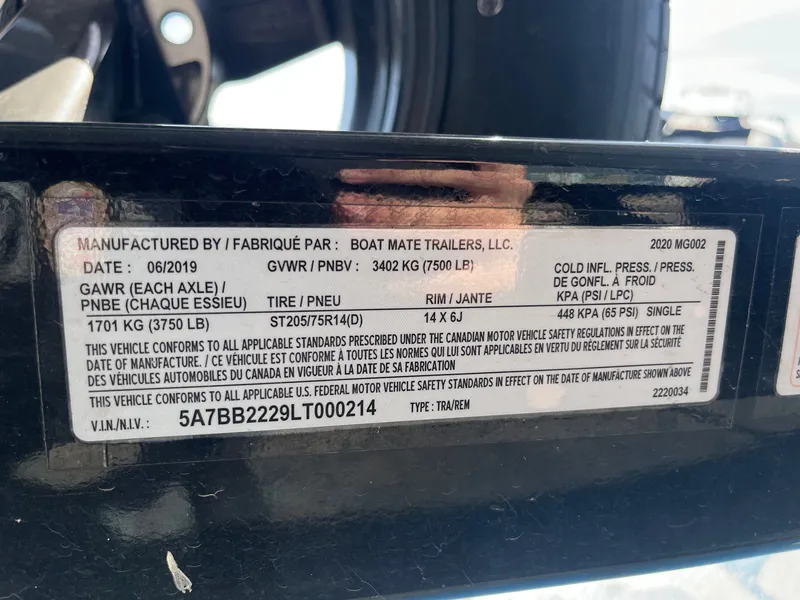 MANUFACTURED BY / FABRIQUÉ PAR : BOAT MATE TRAILERS, LLC. 2020 MG002
DATE : 06/2019 GVWR / PNBV : 3402 KG (7500 LB) COLD INFL. PRESS. / PRESS.
DE GONFL. À FROID
GAWR (EACH AXLE) /
PNBE (CHAQUE ESSIEU) TIRE / PNEU RIM / JANTE KPA (PSI / LPC)
1701 KG (3750 LB) ST205/75R14(D) 14 X 6J 448 KPA (65 PSI) SINGLE
THIS VEHICLE CONFORMS TO ALL APPLICABLE STANDARDS PRESCRIBED UNDER THE CANADIAN MOTOR VEHICLE SAFETY REGULATIONS IN EFFECT ON THE
DATE OF MANUFACTURE. / CE VÉHICULE EST CONFORME À TOUTES LES NORMES QUI LUI SONT APPLICABLES EN VERTU DU RÈGLEMENT SUR LA SÉCURITÉ
DES VÉHICULES AUTOMOBILES DU CANADA EN VIGUEUR À LA DATE DE SA FABRICATION
THIS VEHICLE CONFORMS TO ALL APPLICABLE U.S. FEDERAL MOTOR VEHICLE SAFETY STANDARDS IN EFFECT ON THE DATE OF MANUFACTURE SHOWN ABOVE
2220034
V.I.N./N.I.V. : 5A7BB2229LT000214 TYPE : TRA/REM